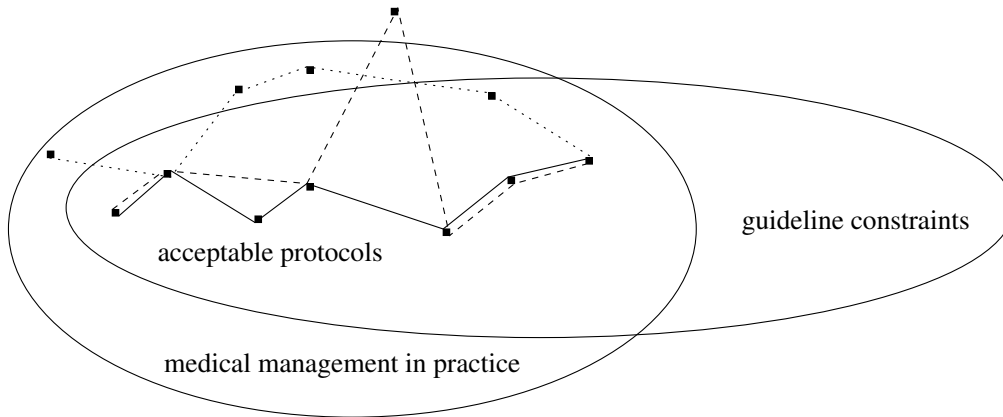 guideline constraints
acceptable protocols
medical management in practice